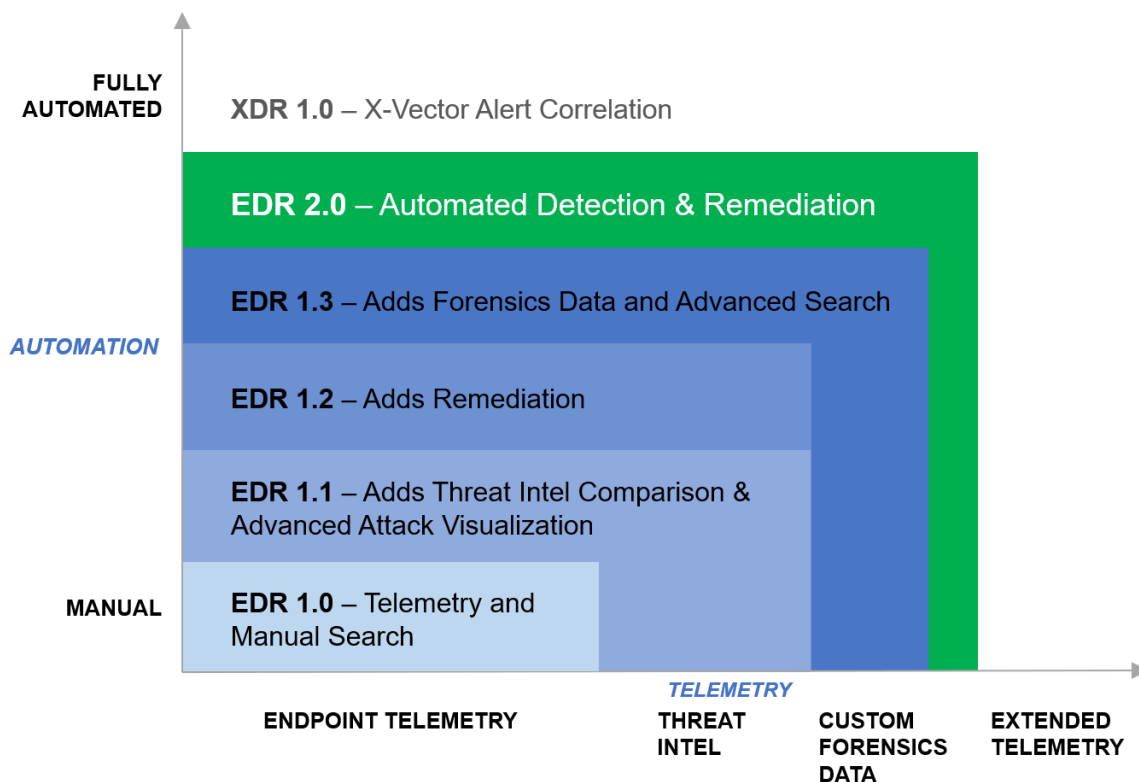 FULLY
AUTOMATED
XDR 1.0 – X-Vector Alert Correlation
EDR 2.0 – Automated Detection & Remediation
EDR 1.3 – Adds Forensics Data and Advanced Search
AUTOMATION
EDR 1.2 – Adds Remediation
EDR 1.1 – Adds Threat Intel Comparison &
Advanced Attack Visualization
MANUAL
EDR 1.0 – Telemetry and
Manual Search
TELEMETRY
ENDPOINT TELEMETRY
THREAT
INTEL
CUSTOM
FORENSICS
DATA
EXTENDED
TELEMETRY